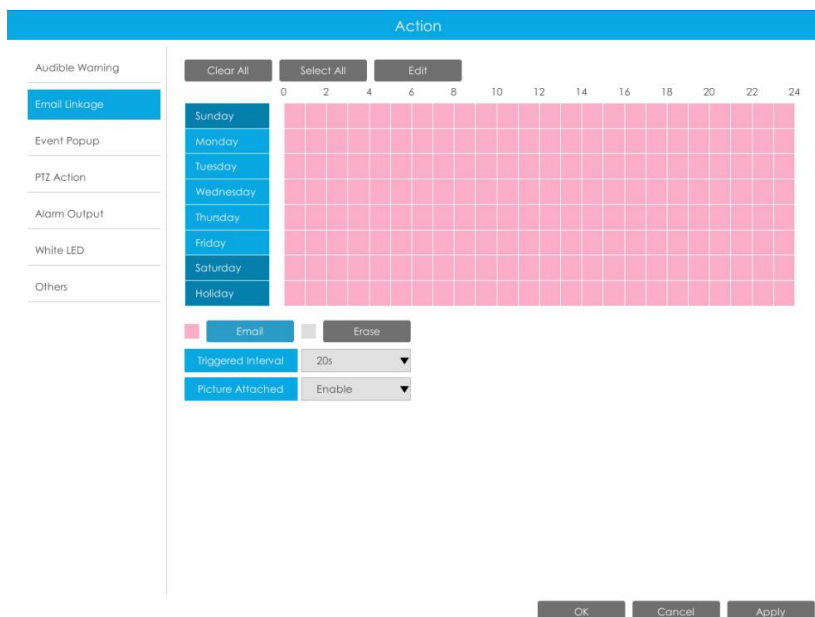 Action
Audible Warning
Email Linkage
Event Popup
PTZ Action
Alarm Output
White LED
Others
Clear All Select All Edit
0 2 4 6 8 10 12 14 16 18 20 22 24
Sunday
Monday
Tuesday
Wednesday
Thursday
Friday
Saturday
Holiday
Email Erase
Triggered Interval 20s
Picture Attached Enable
OK Cancel Apply